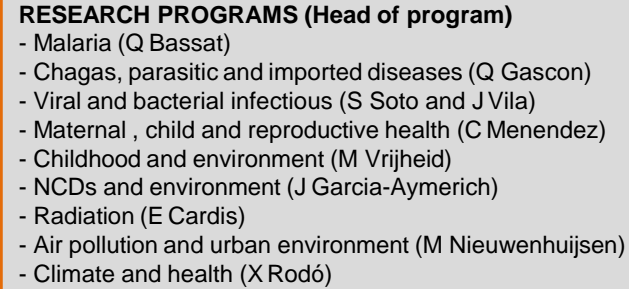 RESEARCH PROGRAMS (Head of program)
- Malaria (Q Bassat)
- Chagas, parasitic and imported diseases (Q Gascon)
- Viral and bacterial infectious (S Soto and J Vila)
- Maternal , child and reproductive health (C Menendez)
- Childhood and environment (M Vrijheid)
- NCDs and environment (J Garcia-Aymerich)
- Radiation (E Cardis)
- Air pollution and urban environment (M Nieuwenhuijsen)
- Climate and health (X Rodó)